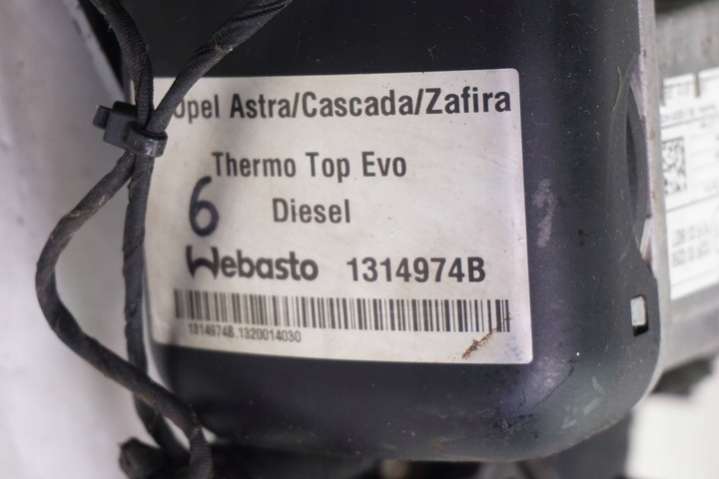 Opel Astra/Cascada/Zafira
Thermo Top Evo
6
Diesel
Webasto 1314974B
1314974B.1320014030